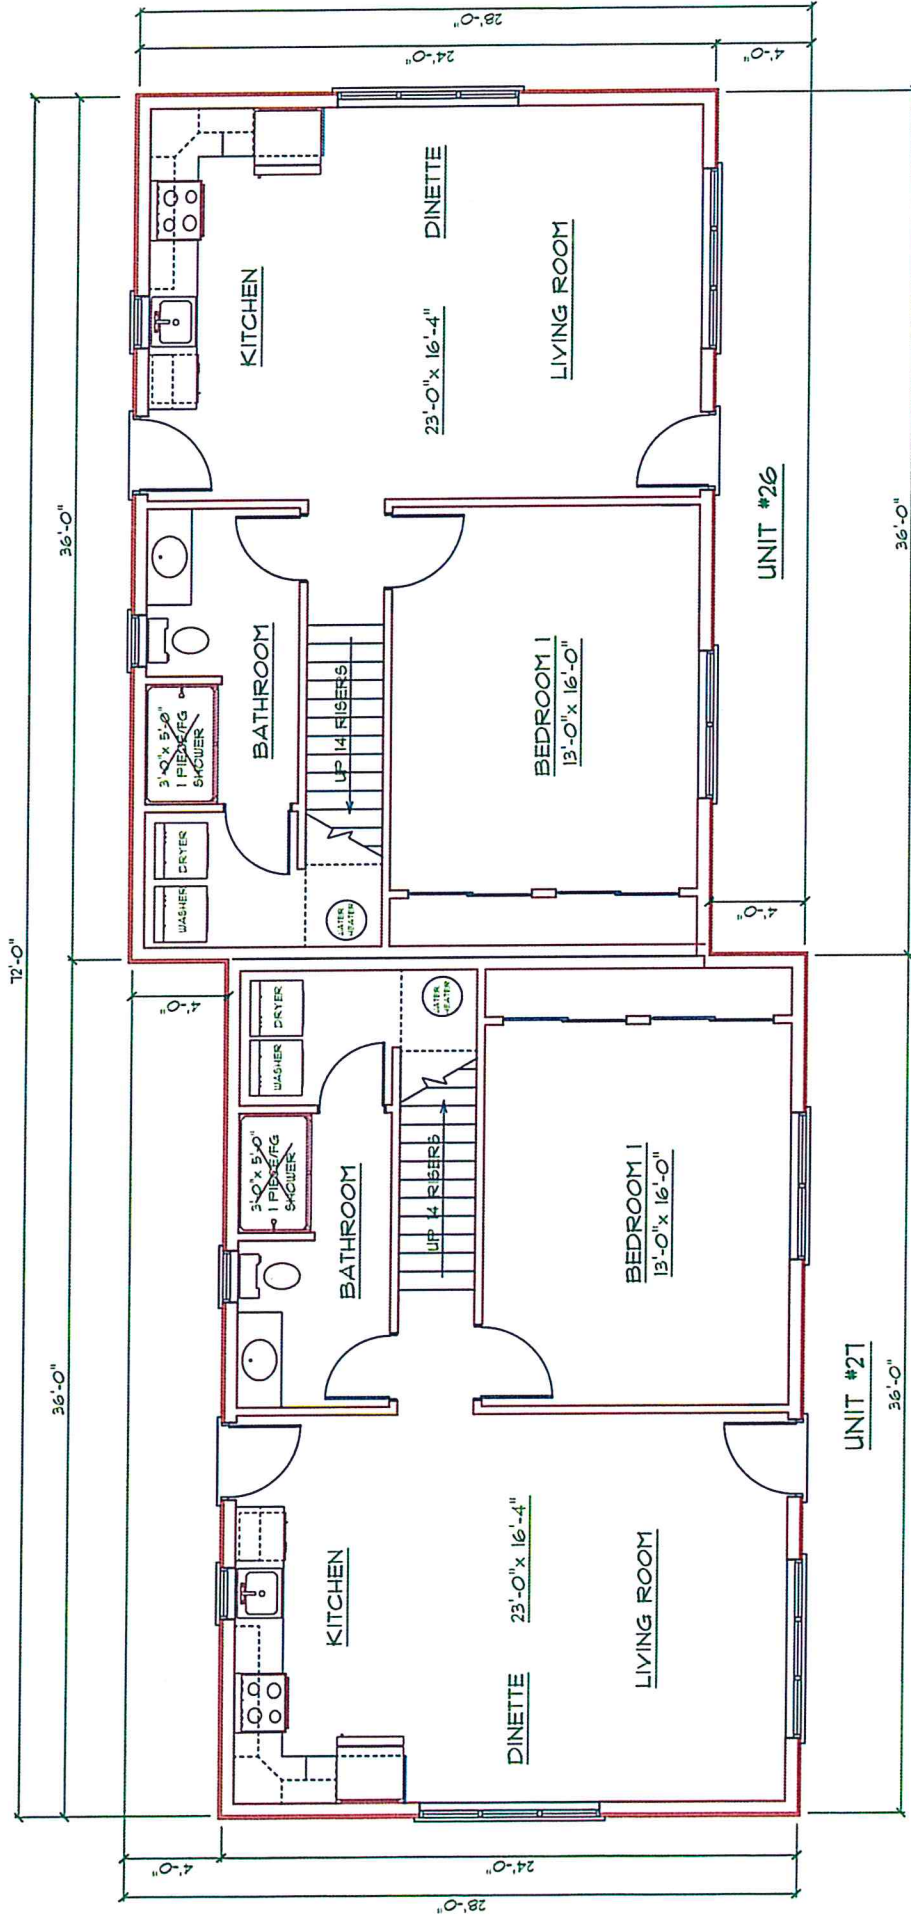 72'-0"
36'-0"
36'-0"
28'-0"
24'-0"
4'-0"
4'-0"
4'-0"
KITCHEN
DINETTE
23'-0"x 16'-4"
LIVING ROOM
BATHROOM
3'-0"x 5'-0"
1 PIECE/FG
SHOWER
WASHER
DRYER
WATER
HEATER
UP 14 RISERS
BEDROOM 1
13'-0"x 16'-0"
UNIT #27
36'-0"
KITCHEN
DINETTE
23'-0"x 16'-4"
LIVING ROOM
BATHROOM
3'-0"x 5'-0"
1 PIECE/FG
SHOWER
WASHER
DRYER
WATER
HEATER
UP 14 RISERS
BEDROOM 1
13'-0"x 16'-0"
4'-0"
UNIT #26
36'-0"
28'-0"
24'-0"